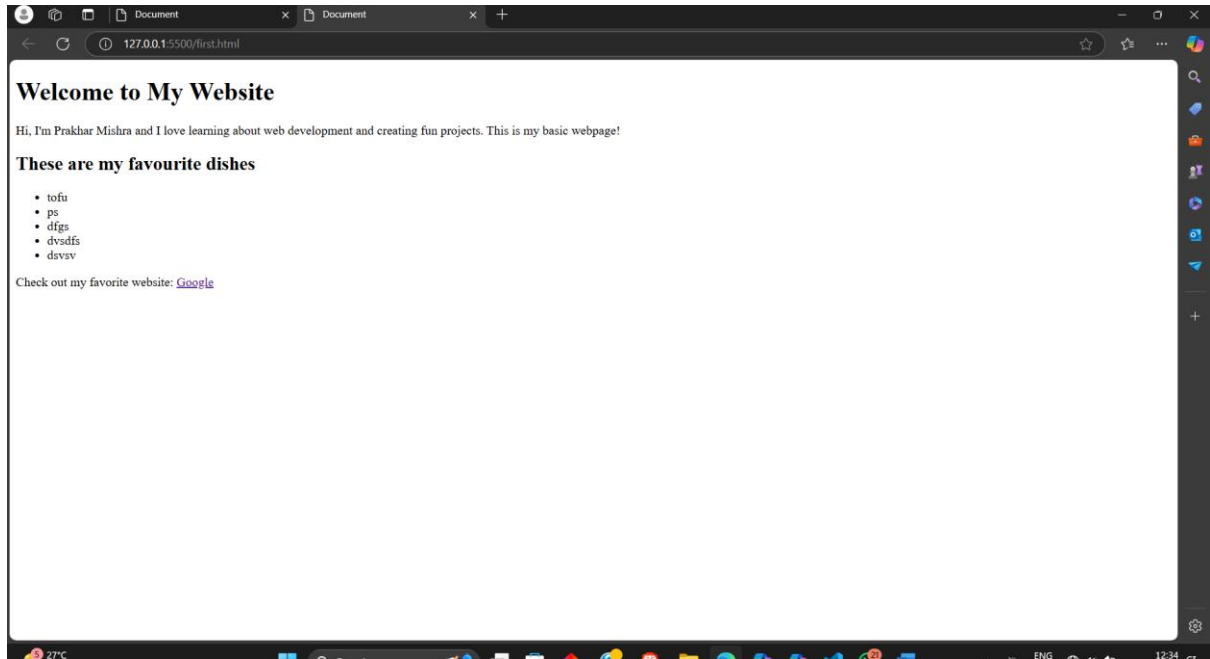 Document
Document
127.0.0.1:5500/first.html
Welcome to My Website
Hi, I'm Prakhar Mishra and I love learning about web development and creating fun projects. This is my basic webpage!
These are my favourite dishes
tofu
ps
dfgs
dvsdfs
dsvsv
Check out my favorite website: Google
5
27°C
21
ENG
12:34